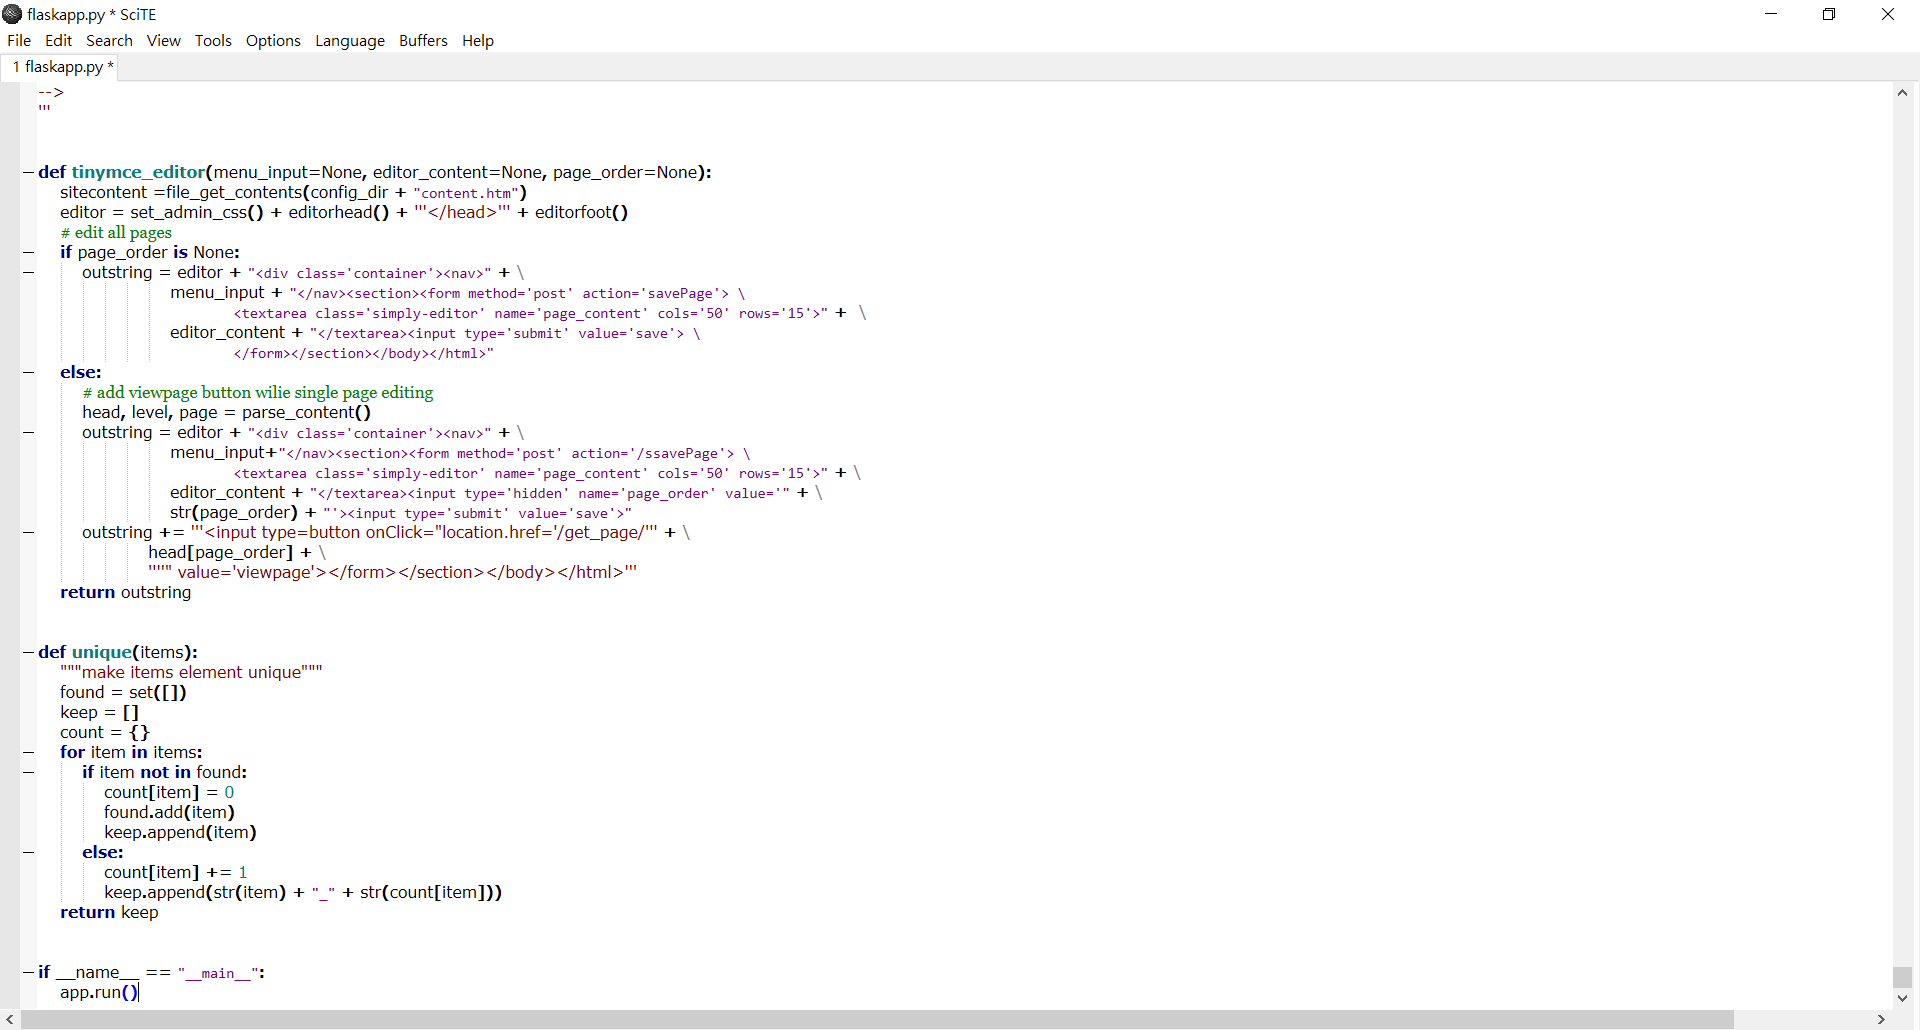 flaskapp.py * SciTE
File Edit Search View Tools Options Language Buffers Help
1 flaskapp.py *
-->
'''
def tinymce_editor(menu_input=None, editor_content=None, page_order=None):
    sitecontent =file_get_contents(config_dir + "content.htm")
    editor = set_admin_css() + editorhead() + '''</head>''' + editorfoot()
    # edit all pages
    if page_order is None:
        outstring = editor + "<div class='container'><nav>" + \
                menu_input + "</nav><section><form method='post' action='savePage'> \
                        <textarea class='simply-editor' name='page_content' cols='50' rows='15'>" +  \
                editor_content + "</textarea><input type='submit' value='save'> \
                        </form></section></body></html>"
    else:
        # add viewpage button wilie single page editing
        head, level, page = parse_content()
        outstring = editor + "<div class='container'><nav>" + \
                menu_input+"</nav><section><form method='post' action='/ssavePage'> \
                        <textarea class='simply-editor' name='page_content' cols='50' rows='15'>" + \
                editor_content + "</textarea><input type='hidden' name='page_order' value='" + \
                str(page_order) + "'><input type='submit' value='save'>"
        outstring += '''<input type=button onClick="location.href='/get_page/''' + \
                head[page_order] + \
                ''''" value='viewpage'></form></section></body></html>'''
    return outstring
def unique(items):
    """make items element unique"""
    found = set([])
    keep = []
    count = {}
    for item in items:
        if item not in found:
            count[item] = 0
            found.add(item)
            keep.append(item)
        else:
            count[item] += 1
            keep.append(str(item) + "_" + str(count[item]))
    return keep
if __name__ == "__main__":
    app.run()